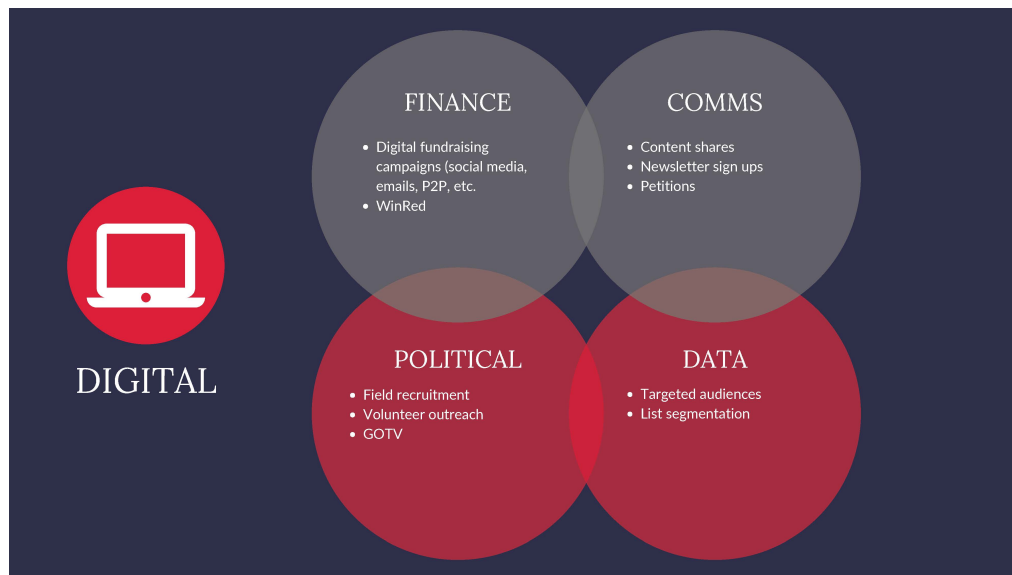 FINANCE
• Digital fundraising
campaigns (social media,
emails, P2P, etc.
• WinRed
COMMS
• Content shares
• Newsletter sign ups
• Petitions
DIGITAL
POLITICAL
• Field recruitment
• Volunteer outreach
• GOTV
DATA
• Targeted audiences
• List segmentation